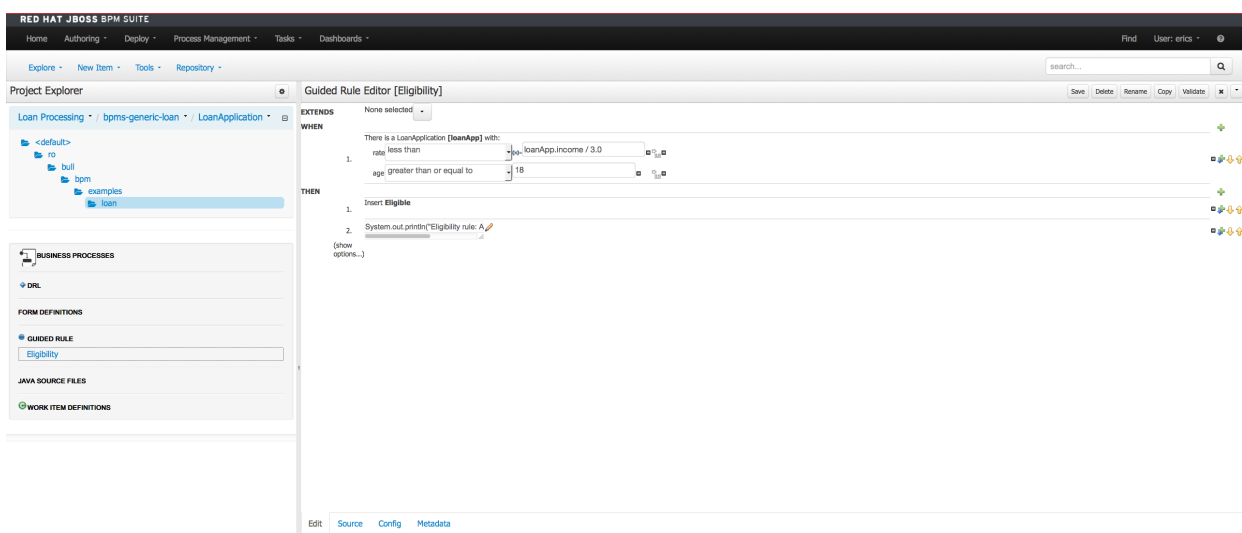 RED HAT JBOSS BPM SUITE
Home Authoring Deploy Process Management Tasks Dashboards Find User: erics
Explore New Item Tools Repository search...
Project Explorer Guided Rule Editor [Eligibility] Save Delete Rename Copy Validate
Loan Processing / bpms-generic-loan / LoanApplication
<default>
ro
bull
bpm
examples
loan
BUSINESS PROCESSES
DRL
FORM DEFINITIONS
GUIDED RULE
Eligibility
JAVA SOURCE FILES
WORK ITEM DEFINITIONS
EXTENDS None selected
WHEN
There is a LoanApplication [loanApp] with:
1.
rate less than loanApp.income / 3.0
age greater than or equal to 18
THEN
1. Insert Eligible
2. System.out.println("Eligibility rule: A
(show
options...)
Edit Source Config Metadata